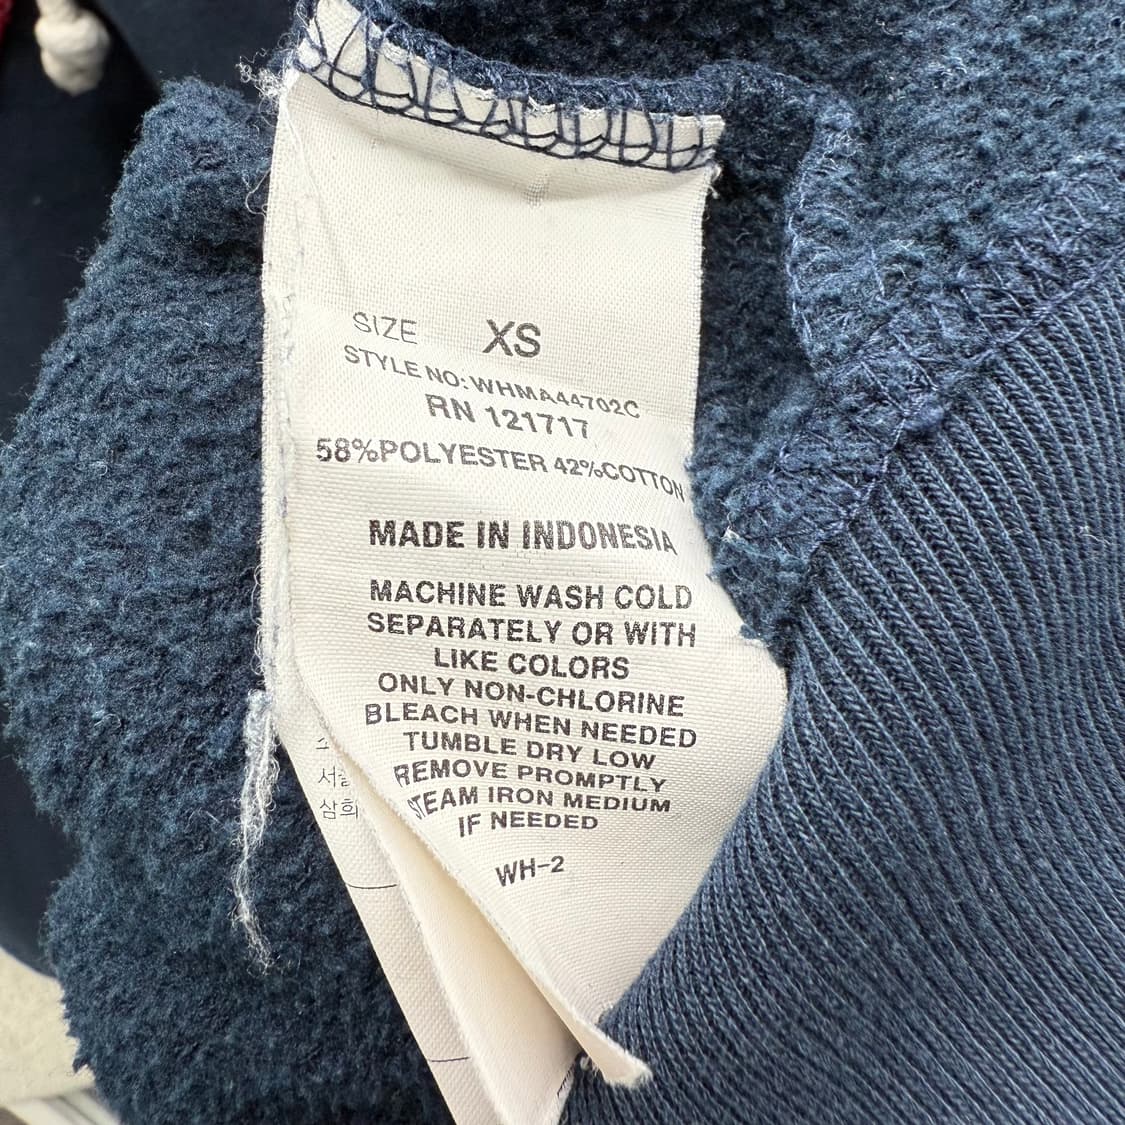 SIZE XS
STYLE NO: WHMA44702C
RN 121717
58%POLYESTER 42%COTTON
MADE IN INDONESIA
MACHINE WASH COLD
SEPARATELY OR WITH
LIKE COLORS
ONLY NON-CHLORINE
BLEACH WHEN NEEDED
TUMBLE DRY LOW
REMOVE PROMPTLY
STEAM IRON MEDIUM
IF NEEDED
WH-2
삼희